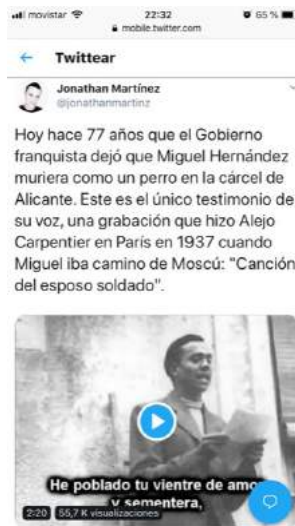 movistar 22:32 65 %
mobile.twitter.com
Twittear
Jonathan Martínez
@jonathanmartinz
Hoy hace 77 años que el Gobierno
franquista dejó que Miguel Hernández
muriera como un perro en la cárcel de
Alicante. Este es el único testimonio de
su voz, una grabación que hizo Alejo
Carpentier en París en 1937 cuando
Miguel iba camino de Moscú: "Canción
del esposo soldado".
He poblado tu vientre de amor
y sementera,
2:20 55,7 K visualizaciones